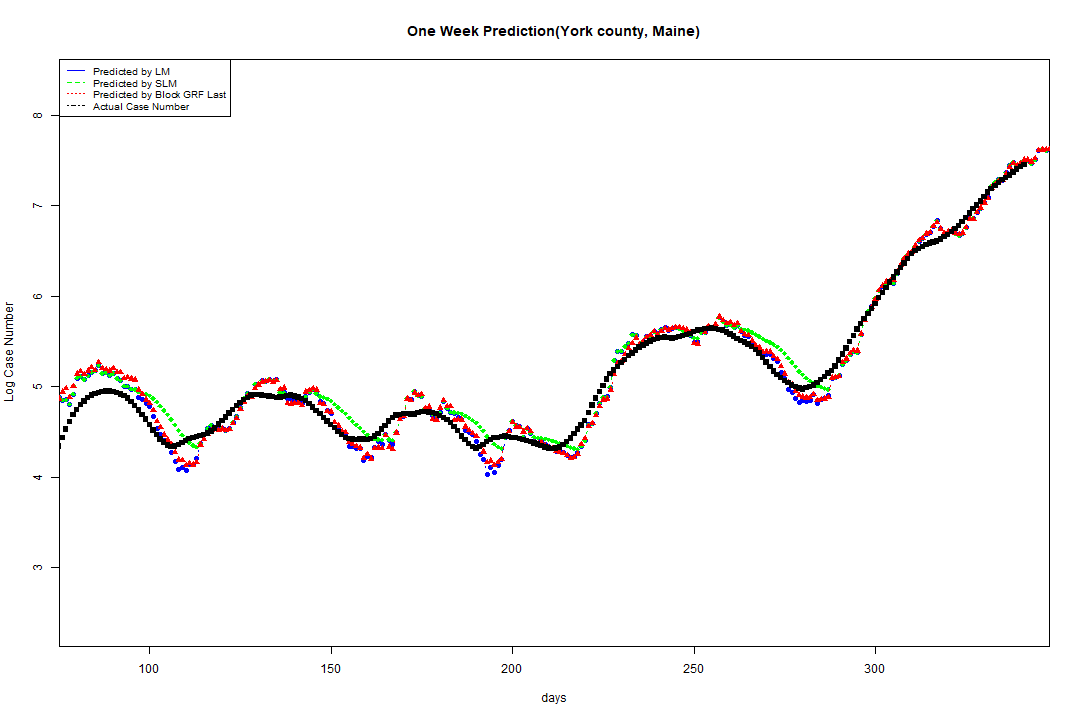 One Week Prediction(York county, Maine)
Predicted by LM
Predicted by SLM
Predicted by Block GRF Last
Actual Case Number
8
7
6
5
4
3
Log Case Number
100 150 200 250 300
days